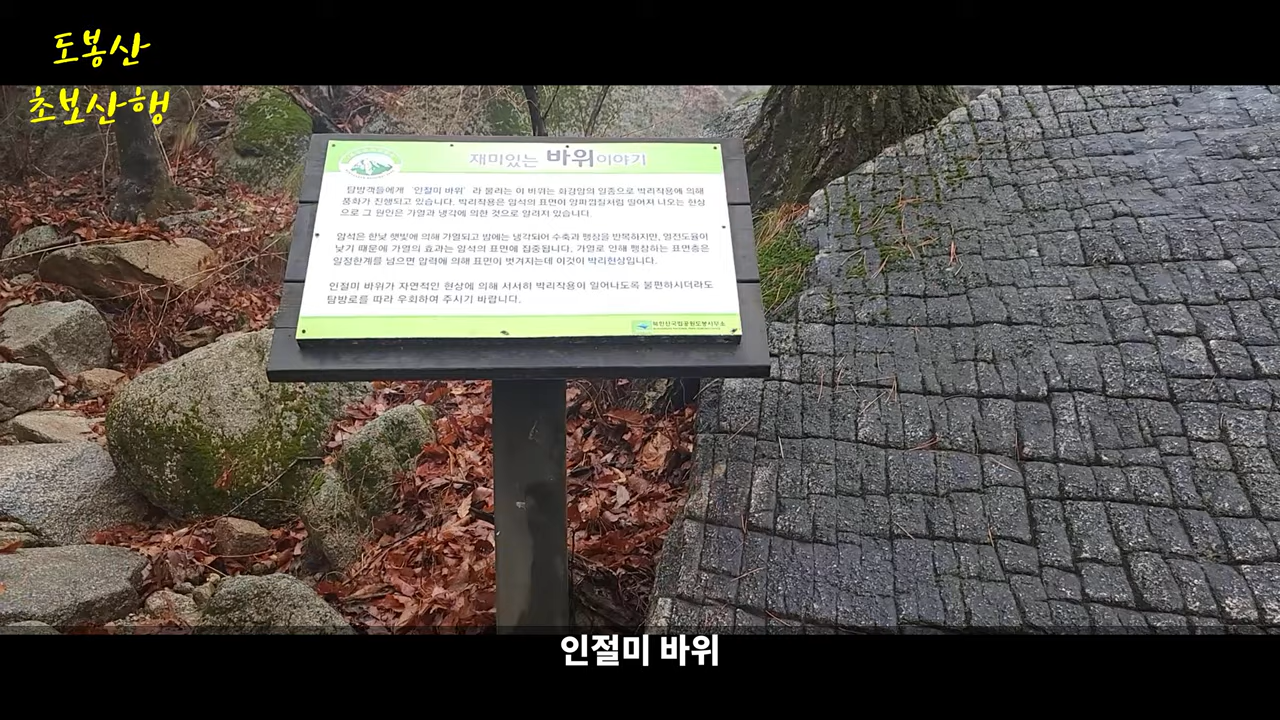 도봉산
초보산행
재미있는 바위이야기
탐방객들에게 '인절미 바위' 라 불리는 이 바위는 화강암의 일종으로 박리작용에 의해
풍화가 진행되고 있습니다. 박리작용은 암석의 표면이 양파껍질처럼 떨어져 나오는 현상
으로 그 원인은 가열과 냉각에 의한 것으로 알려지 있습니다.
암석은 한낮 햇빛에 의해 가열되고 밤에는 냉각되어 수축과 팽창을 반복하지만, 열전도율이
낮기 때문에 가열의 효과는 암석의 표면에 집중됩니다. 가열로 인해 팽창하는 표면층은
일정한계를 넘으면 압력에 의해 표면이 벗겨지는데 이것이 박리현상입니다.
인절미 바위가 자연적인 현상에 의해 서서히 박리작용이 일어나도록 불편하시더라도
탐방로를 따라 우회하여 주시기 바랍니다.
북한산국립공원도봉사무소
인절미 바위